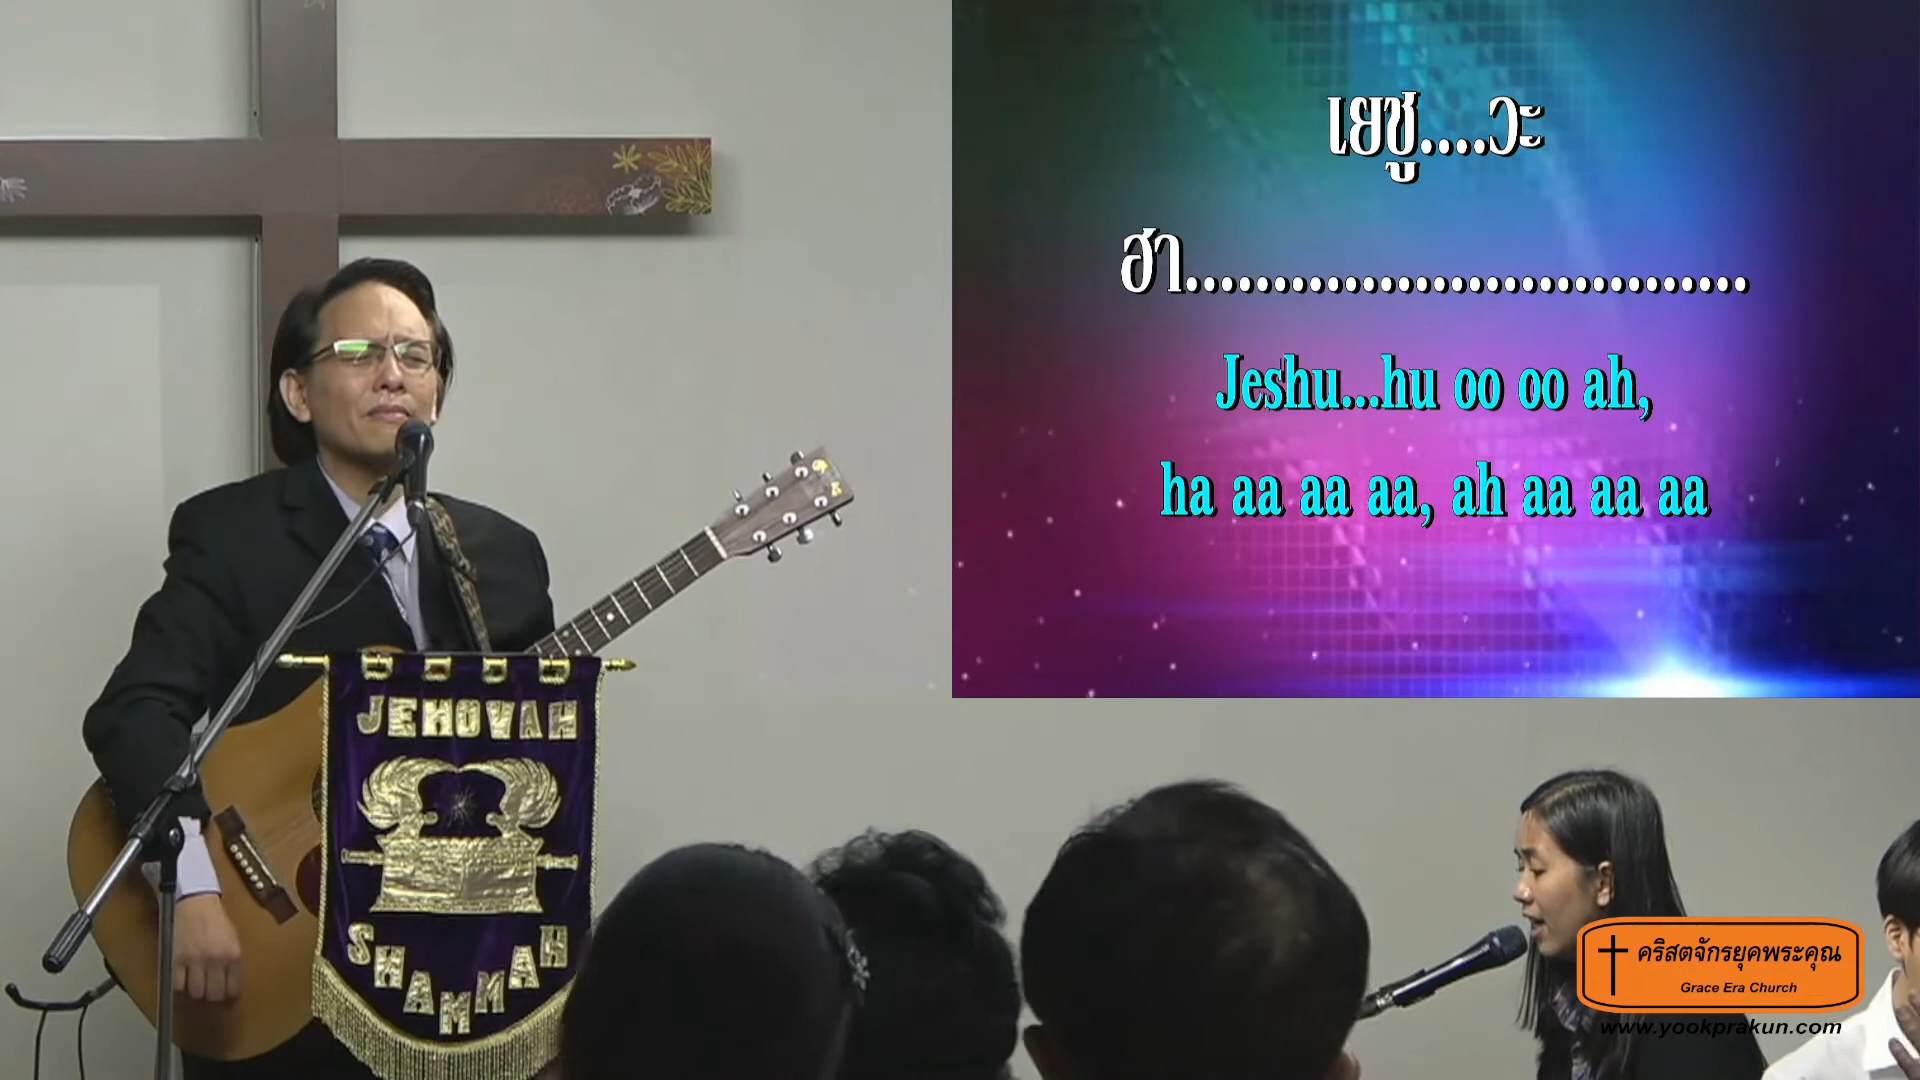 เยซู....วะ
ฮา.................................
Jeshu...hu oo oo ah,
ha aa aa aa, ah aa aa aa
JEHOVAH
SHAMMAH
คริสตจักรยุคพระคุณ
Grace Era Church
www.yookprakun.com